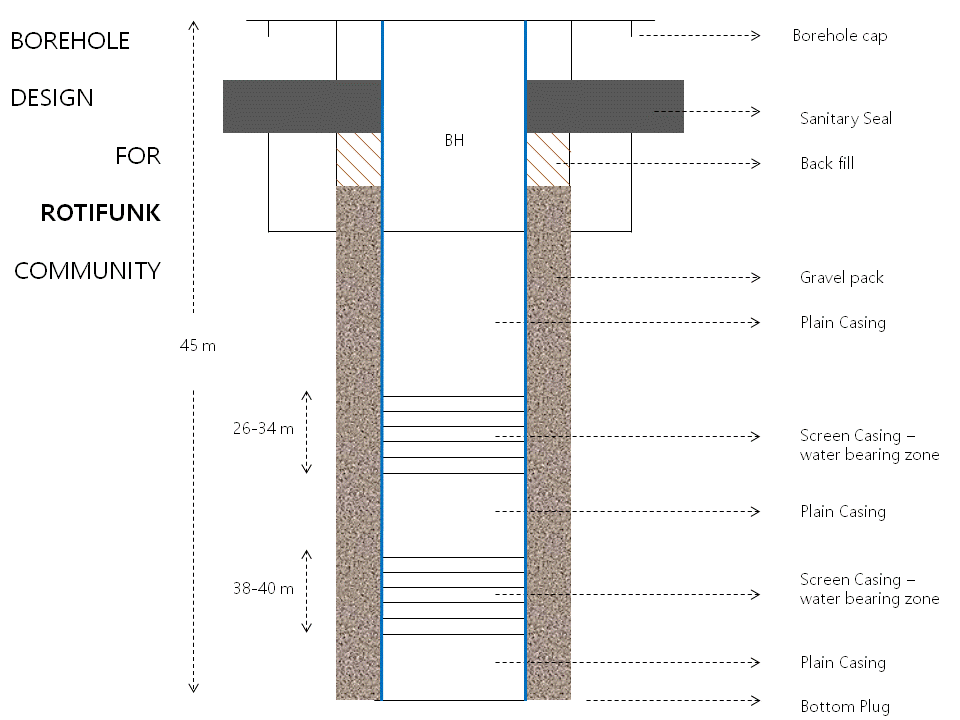 BOREHOLE
DESIGN
FOR
ROTIFUNK
COMMUNITY
Borehole cap
Sanitary Seal
BH
Back fill
Gravel pack
Plain Casing
45 m
26-34 m
Screen Casing –
water bearing zone
Plain Casing
38-40 m
Screen Casing –
water bearing zone
Plain Casing
Bottom Plug